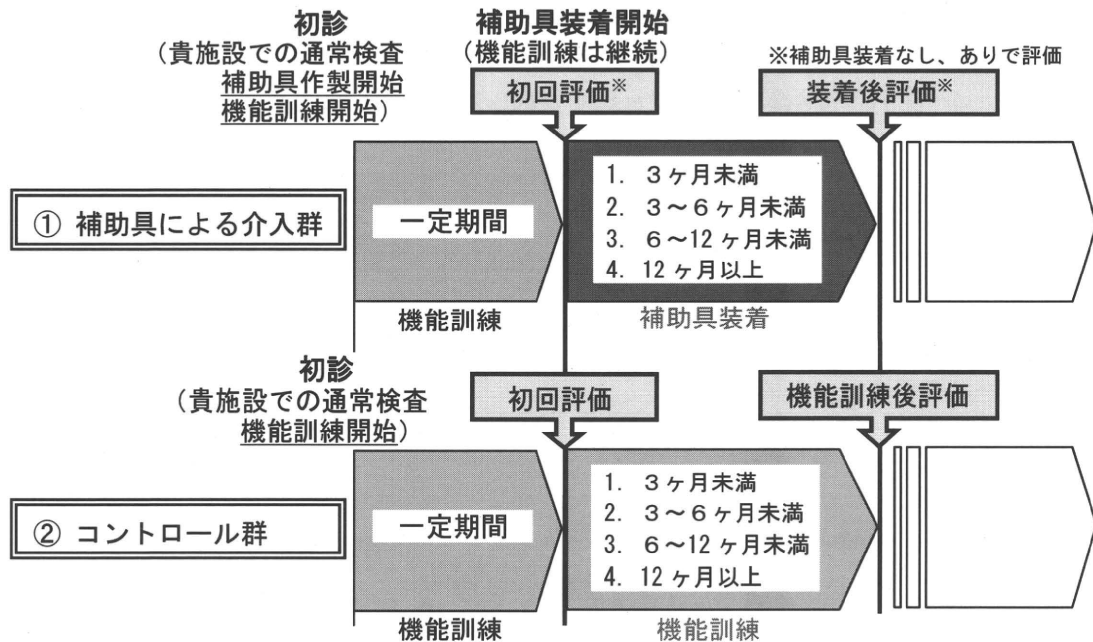 初診
（貴施設での通常検査
補助具作製開始
機能訓練開始）
補助具装着開始
（機能訓練は継続）
※補助具装着なし、ありで評価
初回評価※
装着後評価※
① 補助具による介入群
一定期間
1. 3ヶ月未満
2. 3～6ヶ月未満
3. 6～12ヶ月未満
4. 12ヶ月以上
機能訓練
補助具装着
初診
（貴施設での通常検査
機能訓練開始）
初回評価
機能訓練後評価
② コントロール群
一定期間
1. 3ヶ月未満
2. 3～6ヶ月未満
3. 6～12ヶ月未満
4. 12ヶ月以上
機能訓練
機能訓練